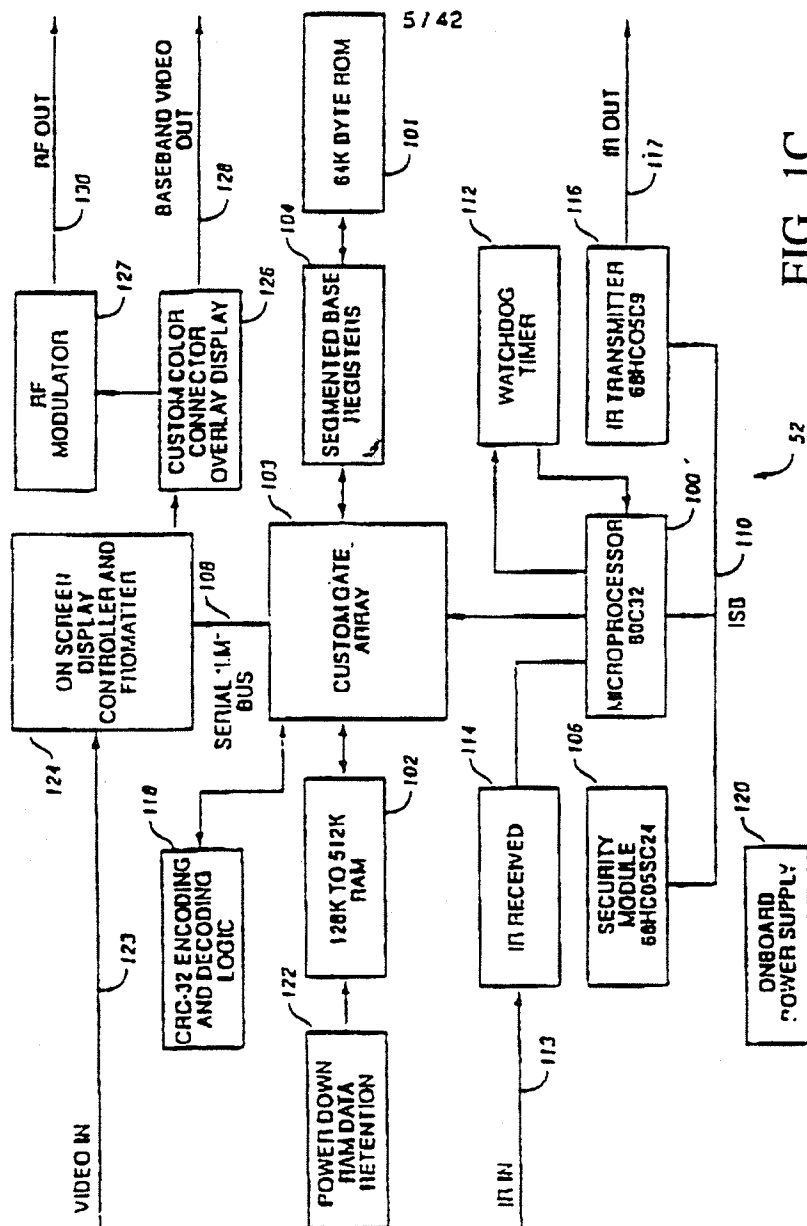 5/42
VIDEO IN
123
124
ON SCREEN
DISPLAY
CONTROLLER AND
FROMATTER
RF
MODULATOR
127
RF OUT
130
CUSTOM COLOR
CONNECTOR
OVERLAY DISPLAY
126
BASEBAND VIDEO
OUT
128
118
CRC-32 ENCODING
AND DECODING
LOGIC
SERIAL "I.M"
BUS
108
POWER DOWN
RAM DATA
RETENTION
122
128K TO 512K
RAM
102
CUSTOM GATE
ARRAY
103
SEGMENTED BASE
REGISTERS
104
64K BYTE ROM
101
IR IN
113
IR RECEIVED
114
WATCHDOG
TIMER
112
SECURITY
MODULE
68HC05SC24
106
MICROPROCESSOR
80C32
100
IR TRANSMITTER
68HC05C9
116
IR OUT
117
ISB
110
ONBOARD
POWER SUPPLY
120
52
FIG. 1C